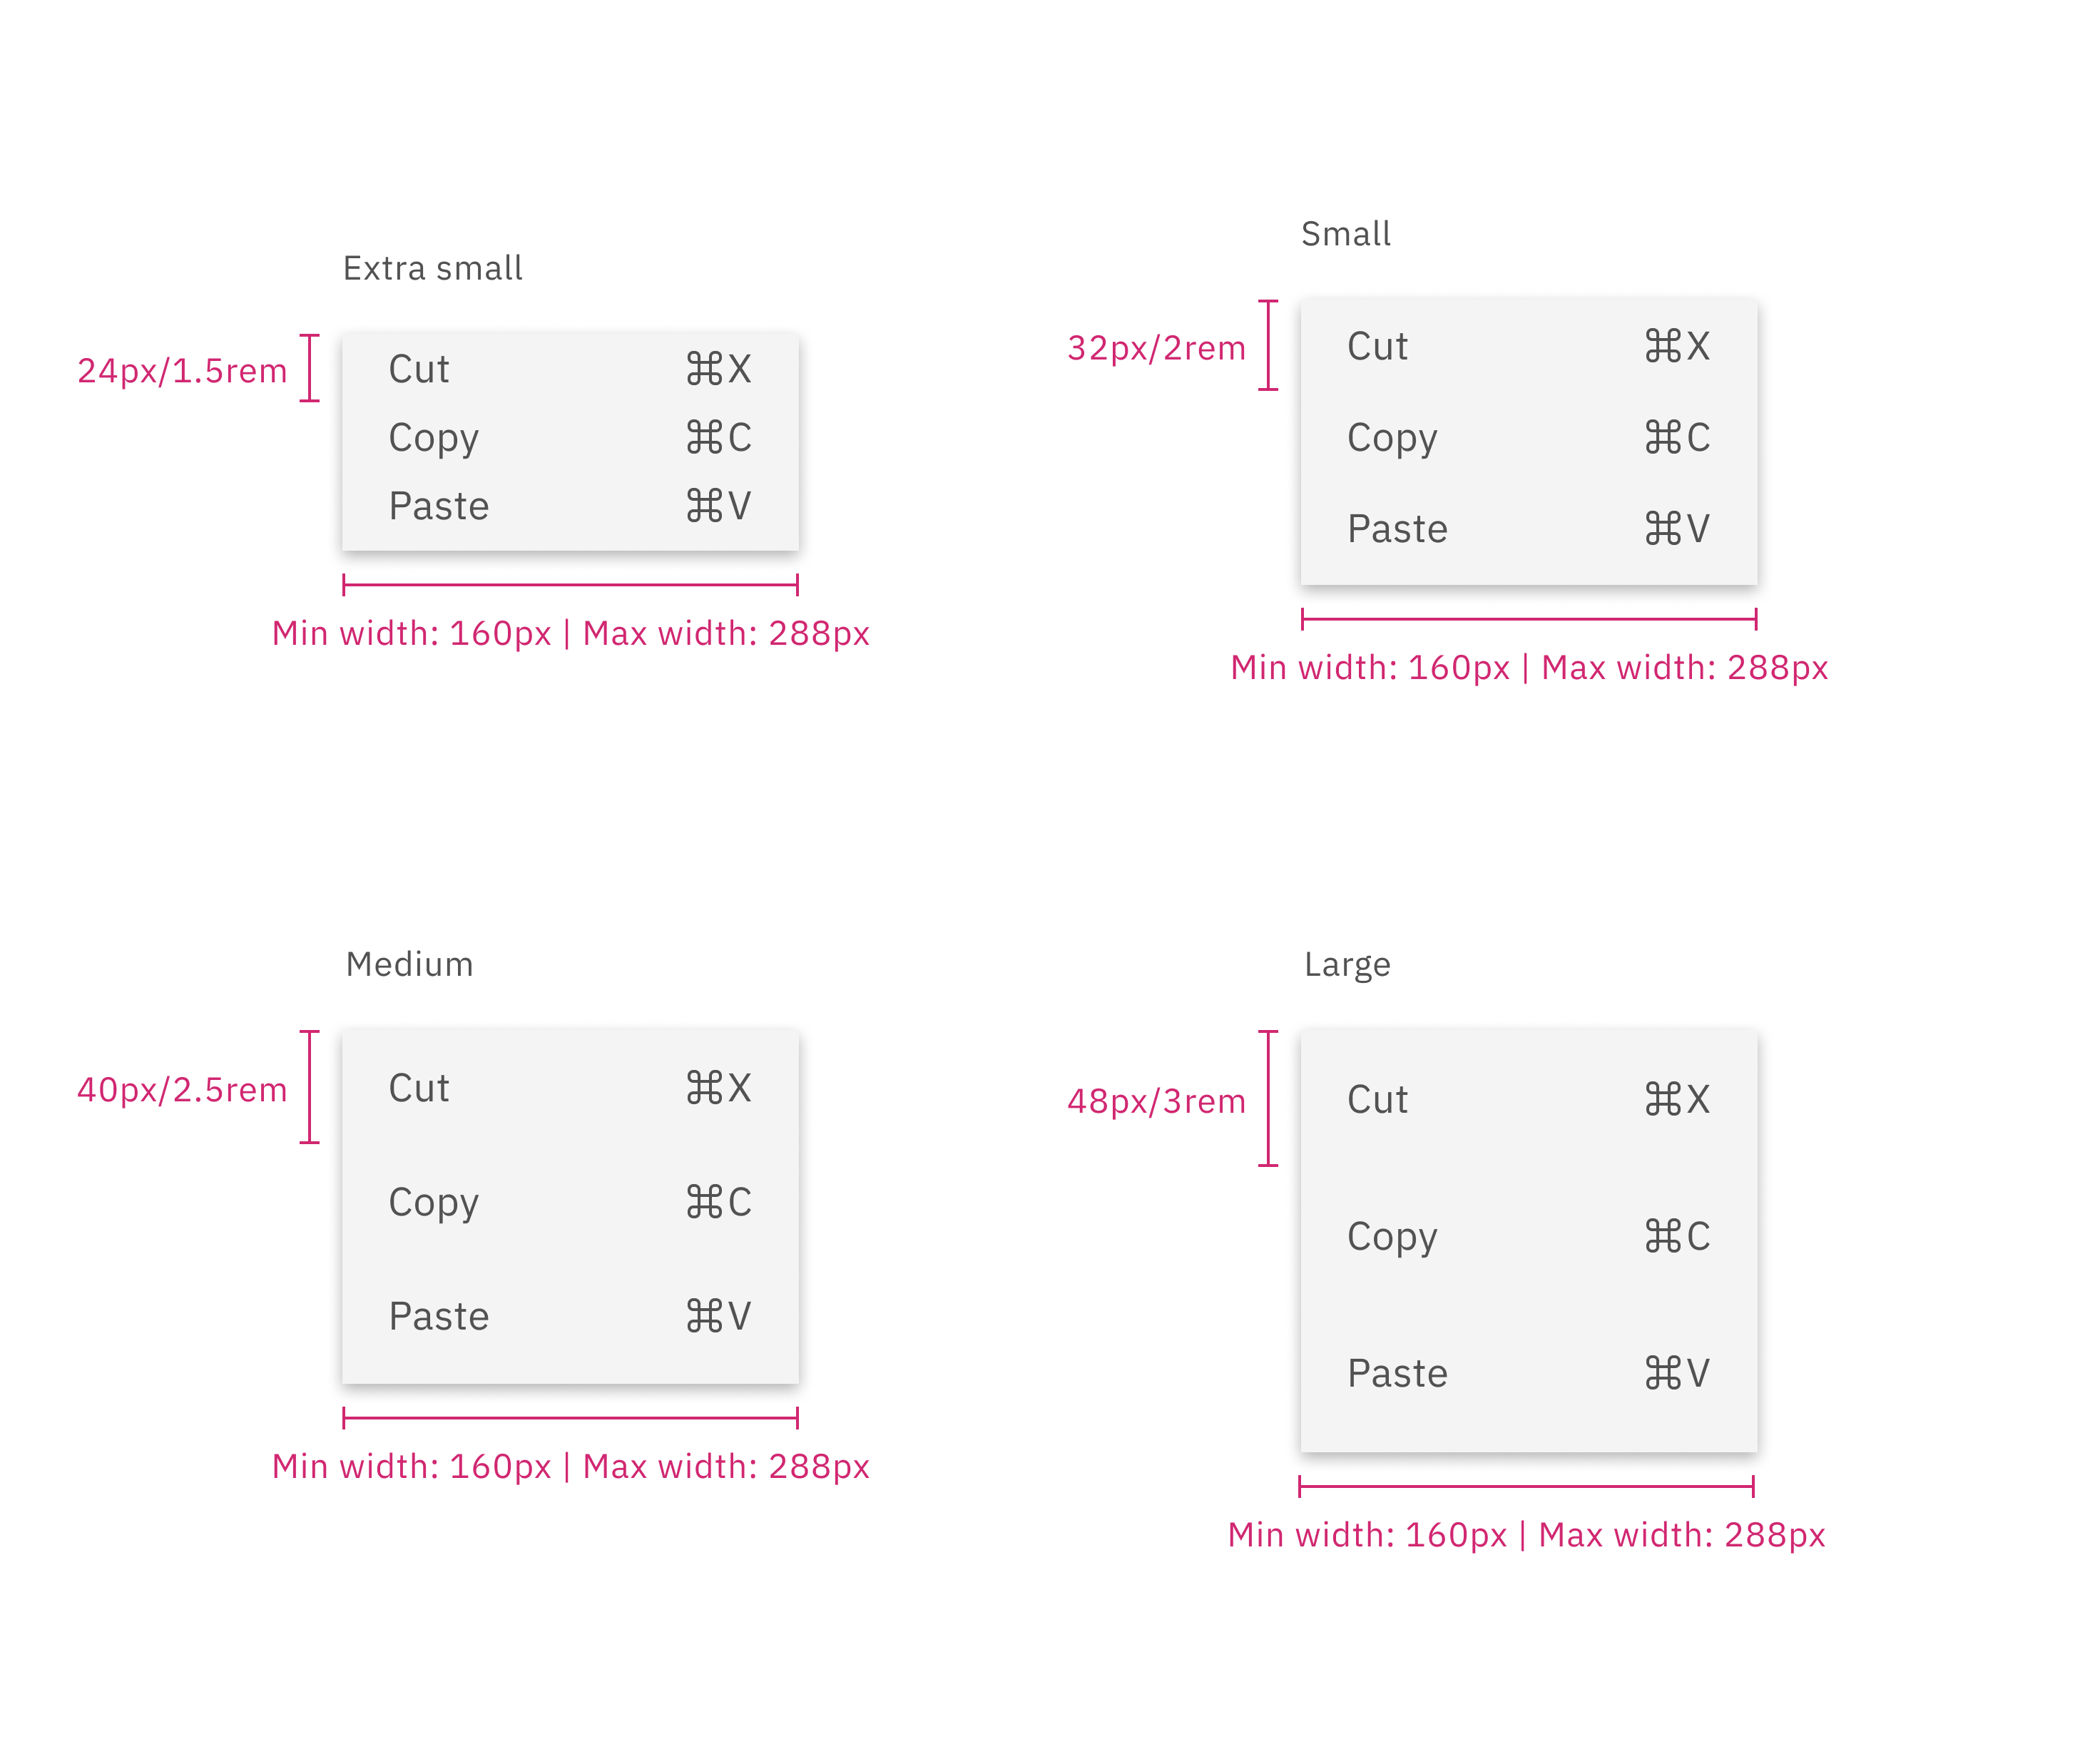 Extra small
24px/1.5rem
Cut ⌘X
Copy ⌘C
Paste ⌘V
Min width: 160px | Max width: 288px
Small
32px/2rem
Cut ⌘X
Copy ⌘C
Paste ⌘V
Min width: 160px | Max width: 288px
Medium
40px/2.5rem
Cut ⌘X
Copy ⌘C
Paste ⌘V
Min width: 160px | Max width: 288px
Large
48px/3rem
Cut ⌘X
Copy ⌘C
Paste ⌘V
Min width: 160px | Max width: 288px